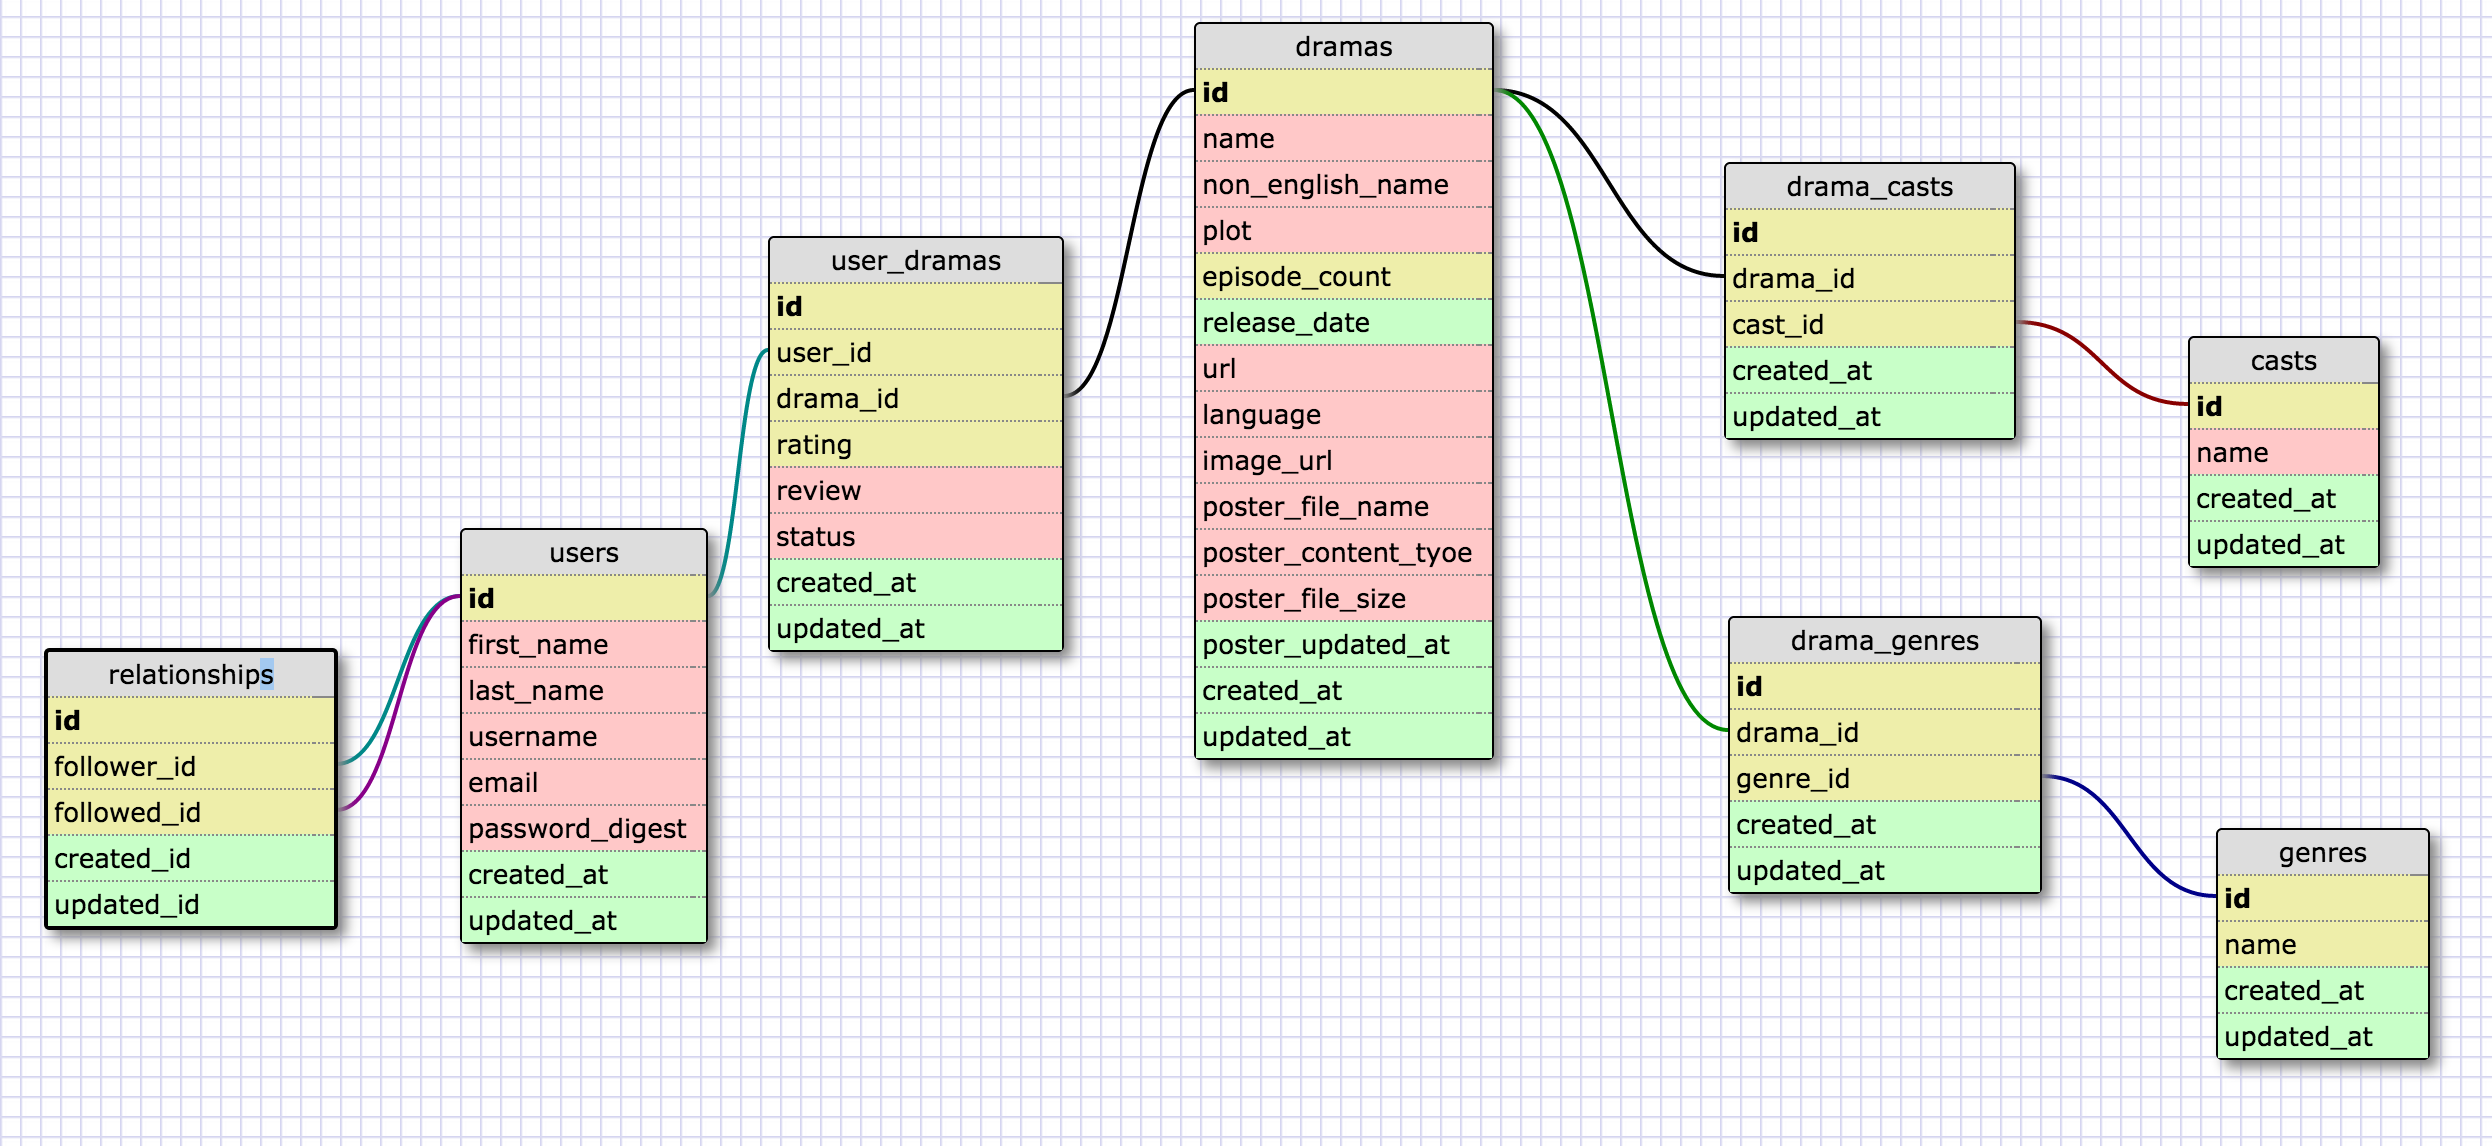 relationships
id
follower_id
followed_id
created_id
updated_id
users
id
first_name
last_name
username
email
password_digest
created_at
updated_at
user_dramas
id
user_id
drama_id
rating
review
status
created_at
updated_at
dramas
id
name
non_english_name
plot
episode_count
release_date
url
language
image_url
poster_file_name
poster_content_tyoe
poster_file_size
poster_updated_at
created_at
updated_at
drama_casts
id
drama_id
cast_id
created_at
updated_at
casts
id
name
created_at
updated_at
drama_genres
id
drama_id
genre_id
created_at
updated_at
genres
id
name
created_at
updated_at